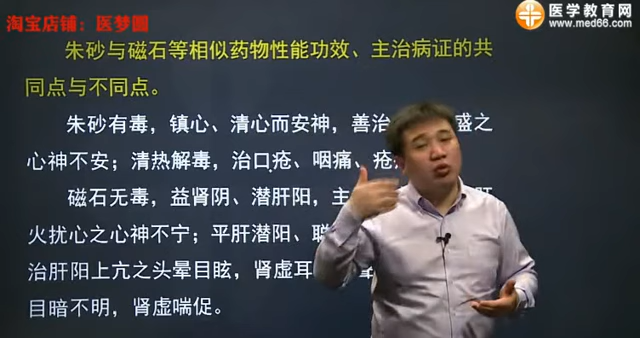 淘宝店铺:医梦圆
医学教育网
www.med66.com
朱砂与磁石等相似药物性能功效、主治病证的共
同点与不同点。
朱砂有毒,镇心、清心而安神,善治 盛之
心神不安;清热解毒,治口疮、咽痛、疮
磁石无毒,益肾阴、潜肝阳,主
火扰心之心神不宁;平肝潜阳、聪
治肝阳上亢之头晕目眩,肾虚耳
目暗不明,肾虚喘促。